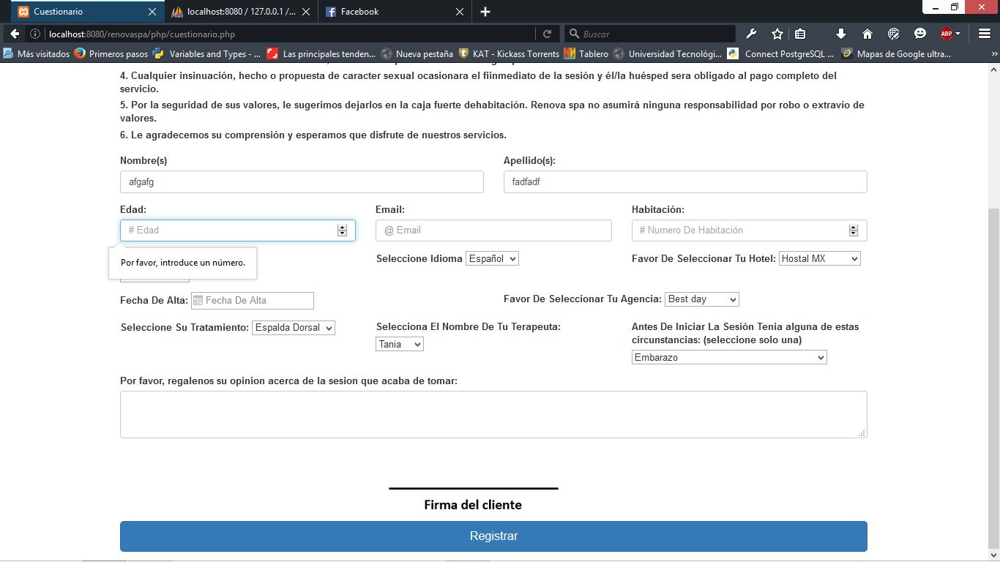 Cuestionario
localhost:8080 / 127.0.0.1 /...
Facebook
localhost:8080/renovaspa/php/cuestionario.php
Buscar
ABP
Más visitados
Primeros pasos
Variables and Types - ...
Las principales tenden...
Nueva pestaña
KAT - Kickass Torrents
Tablero
Universidad Tecnológi...
Connect PostgreSQL ...
Mapas de Google ultra...
4. Cualquier insinuación, hecho o propuesta de caracter sexual ocasionara el fiinmediato de la sesión y él/la huésped sera obligado al pago completo del
servicio.
5. Por la seguridad de sus valores, le sugerimos dejarlos en la caja fuerte dehabitación. Renova spa no asumirá ninguna responsabilidad por robo o extravío de
valores.
6. Le agradecemos su comprensión y esperamos que disfrute de nuestros servicios.
Nombre(s)
Apellido(s):
afgafg
fadfadf
Edad:
Email:
Habitación:
# Edad
@ Email
# Numero De Habitación
Por favor, introduce un número.
Seleccione Idioma Español
Favor De Seleccionar Tu Hotel: Hostal MX
Fecha De Alta: Fecha De Alta
Favor De Seleccionar Tu Agencia: Best day
Seleccione Su Tratamiento: Espalda Dorsal
Selecciona El Nombre De Tu Terapeuta:
Tania
Antes De Iniciar La Sesión Tenia alguna de estas
circunstancias: (seleccione solo una)
Embarazo
Por favor, regalenos su opinion acerca de la sesion que acaba de tomar:
Firma del cliente
Registrar